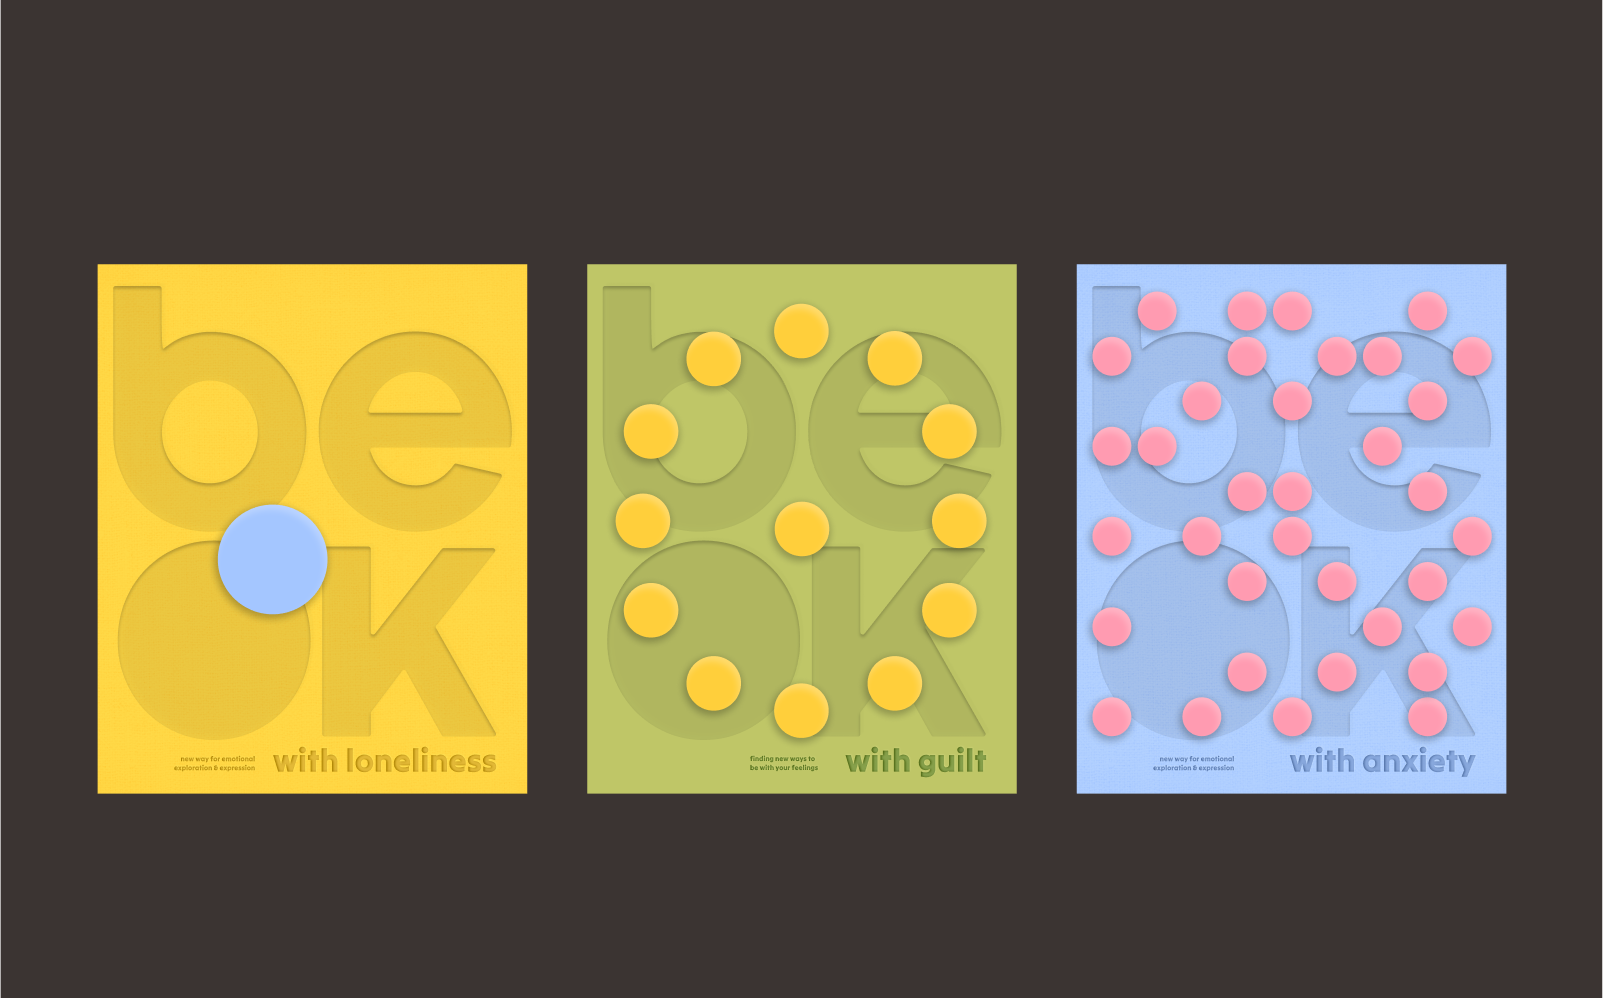 be
ok
new way for emotional
exploration & expression
with loneliness
be
ok
finding new ways to
be with your feelings
with guilt
be
ok
new way for emotional
exploration & expression
with anxiety